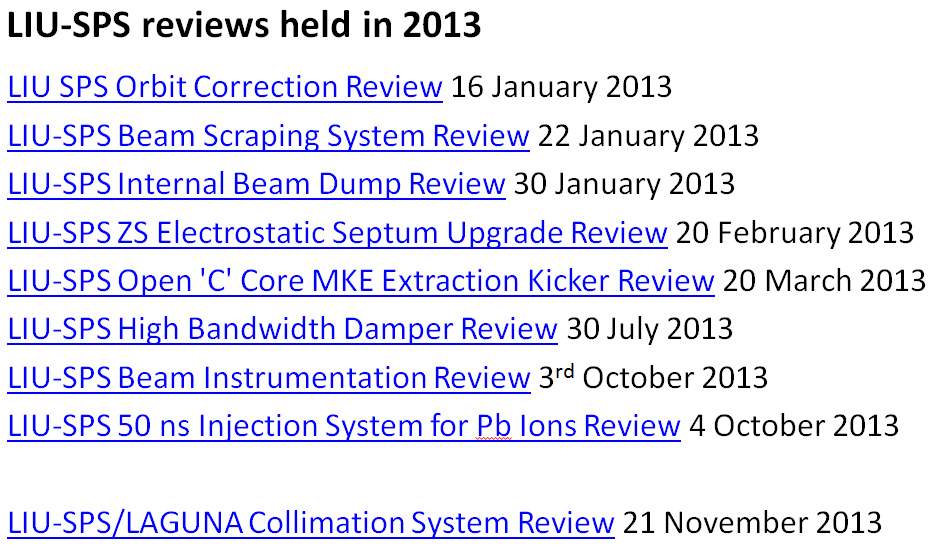 LIU-SPS reviews held in 2013
LIU SPS Orbit Correction Review 16 January 2013
LIU-SPS Beam Scraping System Review 22 January 2013
LIU-SPS Internal Beam Dump Review 30 January 2013
LIU-SPS ZS Electrostatic Septum Upgrade Review 20 February 2013
LIU-SPS Open 'C' Core MKE Extraction Kicker Review 20 March 2013
LIU-SPS High Bandwidth Damper Review 30 July 2013
LIU-SPS Beam Instrumentation Review 3rd October 2013
LIU-SPS 50 ns Injection System for Pb Ions Review 4 October 2013
LIU-SPS/LAGUNA Collimation System Review 21 November 2013